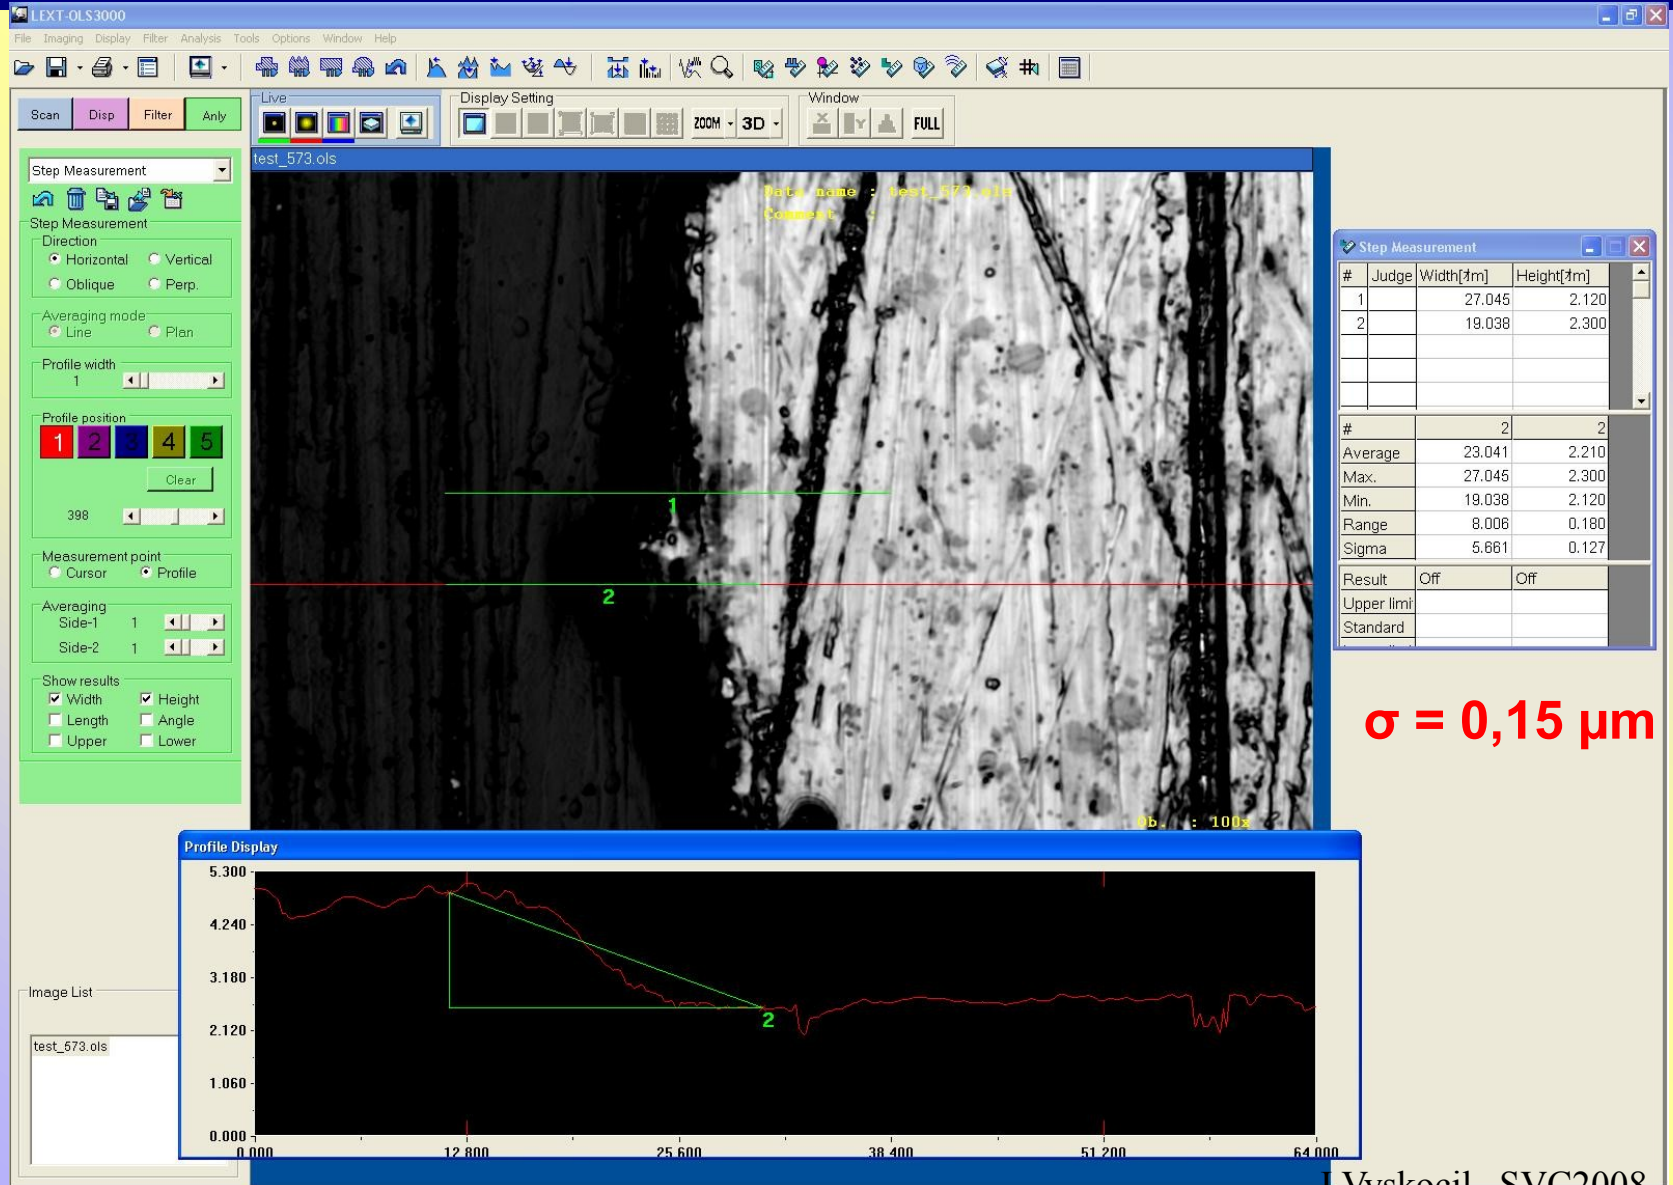 LEXT-OLS3000
File Imaging Display Filter Analysis Tools Options Window Help
Scan Disp Filter Anly
Live
Display Setting
ZOOM 3D
Window
FULL
test_573.ols
Data name : test_573.ols
Comment :
Step Measurement
Step Measurement
Direction
Horizontal Vertical
Oblique Perp.
Averaging mode
Line Plan
Profile width
1
Profile position
1 2 3 4 5
Clear
398
Measurement point
Cursor Profile
Averaging
Side-1 1
Side-2 1
Show results
Width Height
Length Angle
Upper Lower
1
2
Ob. : 100x
Step Measurement
# Judge Width[m] Height[m]
1 27.045 2.120
2 19.038 2.300
# 2 2
Average 23.041 2.210
Max. 27.045 2.300
Min. 19.038 2.120
Range 8.006 0.180
Sigma 5.661 0.127
Result Off Off
Upper limi
Standard
σ = 0,15 µm
Profile Display
5.300
4.240
3.180
2.120
1.060
0.000
2
0.000 12.800 25.600 38.400 51.200 64.000
Image List
test_573.ols
J.Vyskocil, SVC2008